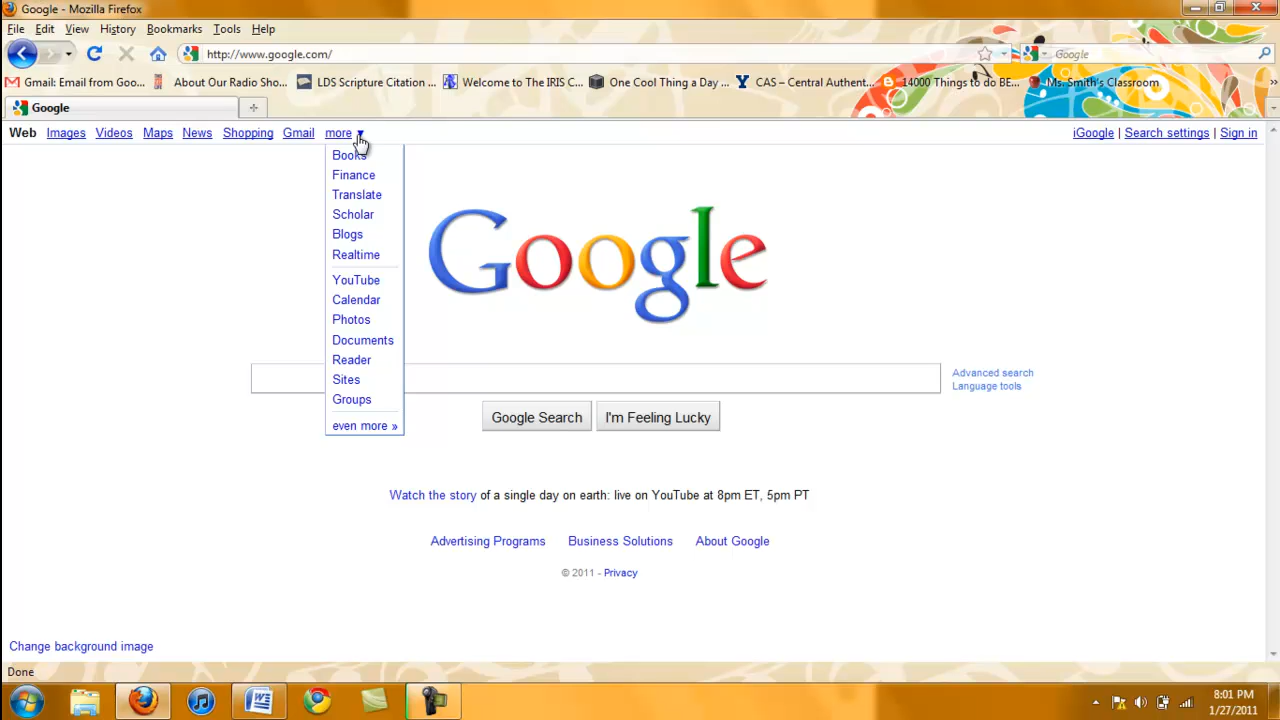 Google - Mozilla Firefox
File Edit View History Bookmarks Tools Help
http://www.google.com/
Google
Gmail: Email from Goo...
About Our Radio Sho...
LDS Scripture Citation ...
Welcome to The IRIS C...
One Cool Thing a Day ...
CAS – Central Authent...
14000 Things to do BE...
Ms. Smith's Classroom
Google
Web Images Videos Maps News Shopping Gmail more
iGoogle | Search settings | Sign in
Books
Finance
Translate
Scholar
Blogs
Realtime
YouTube
Calendar
Photos
Documents
Reader
Sites
Groups
even more »
Google
Advanced search
Language tools
Google Search
I'm Feeling Lucky
Watch the story of a single day on earth: live on YouTube at 8pm ET, 5pm PT
Advertising Programs Business Solutions About Google
© 2011 - Privacy
Change background image
Done
8:01 PM
1/27/2011